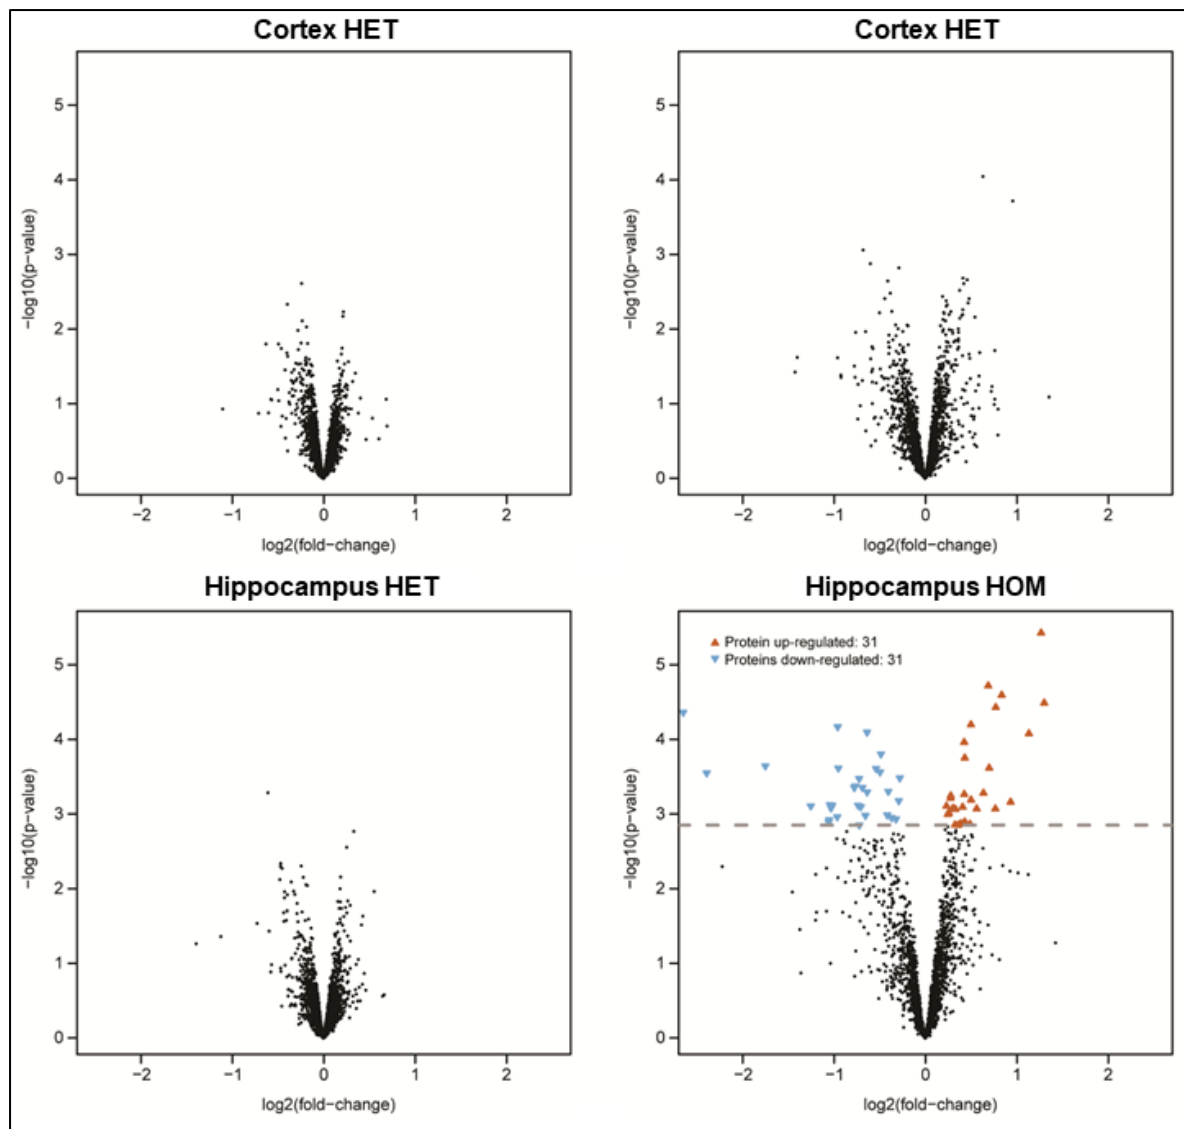 Cortex HET
5
4
3
2
1
0
−log10(p−value)
−2 −1 0 1 2
log2(fold−change)
Cortex HET
5
4
3
2
1
0
−log10(p−value)
−2 −1 0 1 2
log2(fold−change)
Hippocampus HET
5
4
3
2
1
0
−log10(p−value)
−2 −1 0 1 2
log2(fold−change)
Hippocampus HOM
Protein up-regulated: 31
Proteins down-regulated: 31
5
4
3
2
1
0
−log10(p−value)
−2 −1 0 1 2
log2(fold−change)